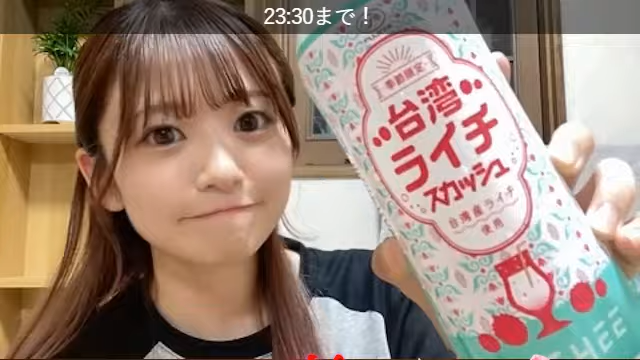 23:30まで！
季節限定
台湾
ライチ
スカッシュ
台湾産ライチ
使用
HEE